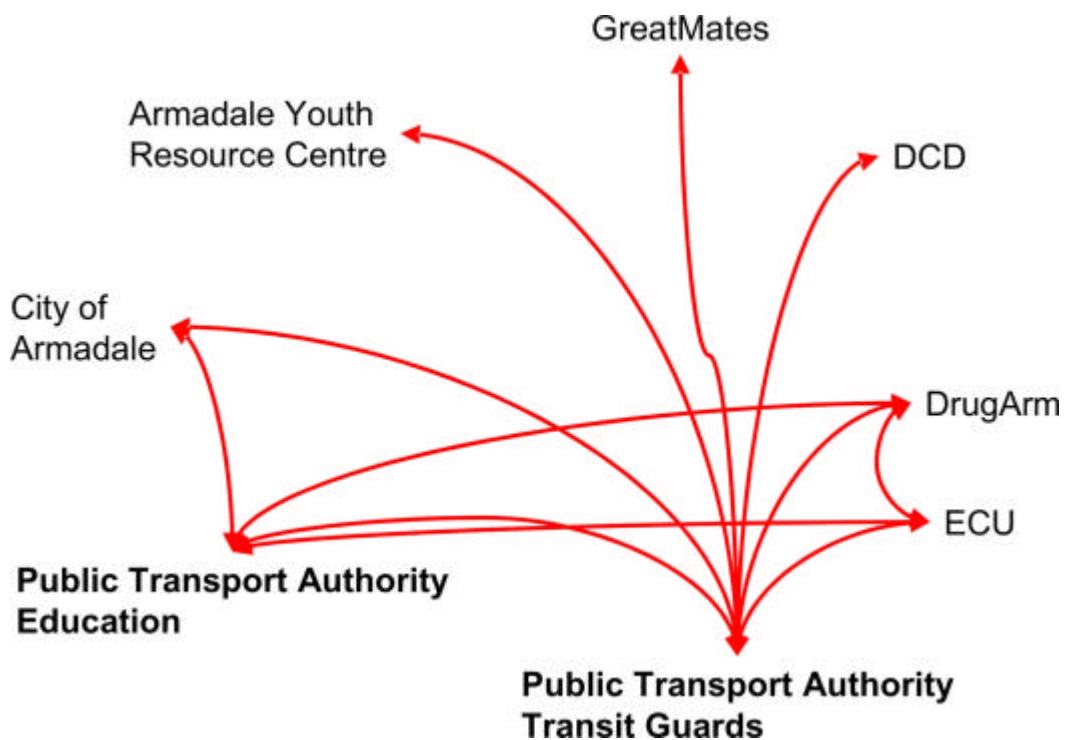 GreatMates
Armadale Youth
Resource Centre
DCD
City of
Armadale
DrugArm
ECU
Public Transport Authority
Education
Public Transport Authority
Transit Guards